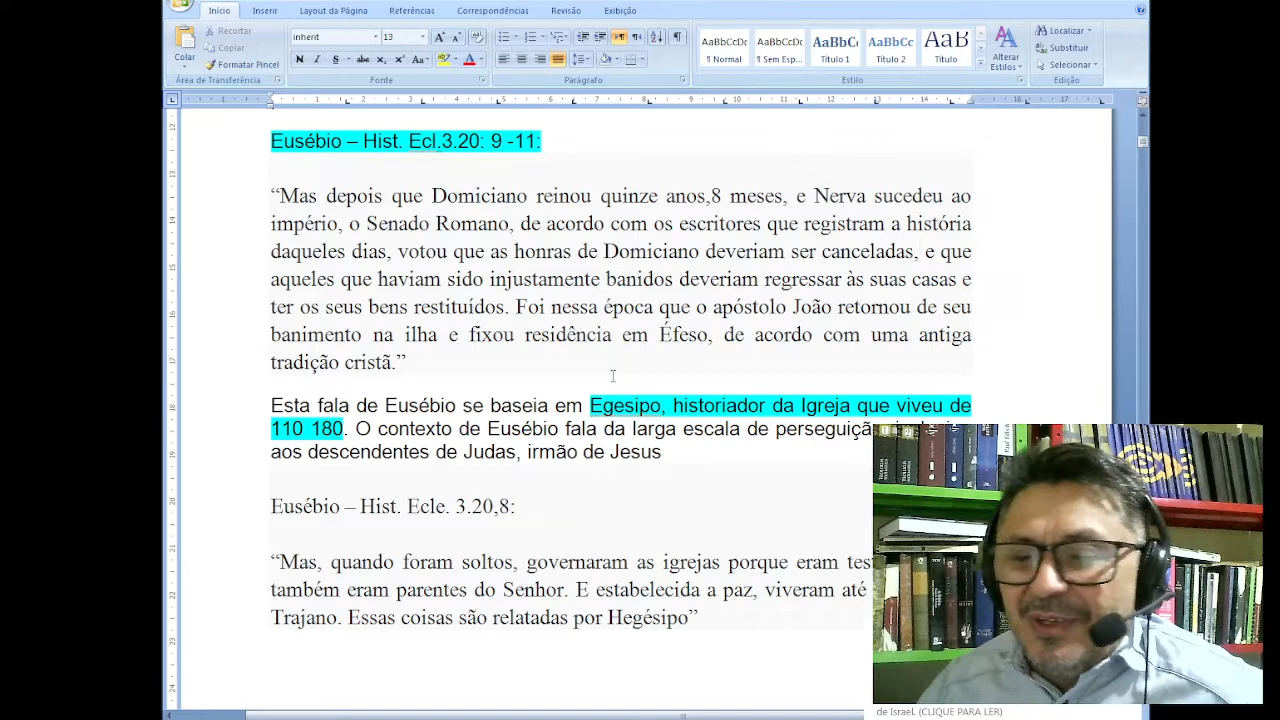 Início Inserir Layout da Página Referências Correspondências Revisão Exibição
Colar
Recortar
Copiar
Formatar Pincel
Área de Transferência
inherit 13
Fonte
Parágrafo
AaBbCcDc AaBbCcDc AaBbC AaBbCc AaB
¶ Normal ¶ Sem Esp... Título 1 Título 2 Título
Alterar Estilos
Estilo
Localizar
Substituir
Selecionar
Edição
Eusébio – Hist. Ecl.3.20: 9 -11:
“Mas depois que Domiciano reinou quinze anos,8 meses, e Nerva sucedeu ao
império, o Senado Romano, de acordo com os escritores que registram a história
daqueles dias, votou que as honras de Domiciano deveriam ser canceladas, e que
aqueles que haviam sido injustamente banidos deveriam regressar às suas casas e
ter os seus bens restituídos. Foi nessa época que o apóstolo João retornou de seu
banimento na ilha e fixou residência em Éfeso, de acordo com uma antiga
tradição cristã.”
Esta fala de Eusébio se baseia em Egesipo, historiador da Igreja que viveu de
110 180. O contexto de Eusébio fala da larga escala de
aos descendentes de Judas, irmão de Jesus
Eusébio – Hist. Ecle. 3.20,8:
“Mas, quando foram soltos, governaram as igrejas porque eram
também eram parentes do Senhor. E estabelecida a paz, viveram até
Trajano. Essas coisas são relatadas por Hegésipo”
de Israel. (CLIQUE PARA LER)